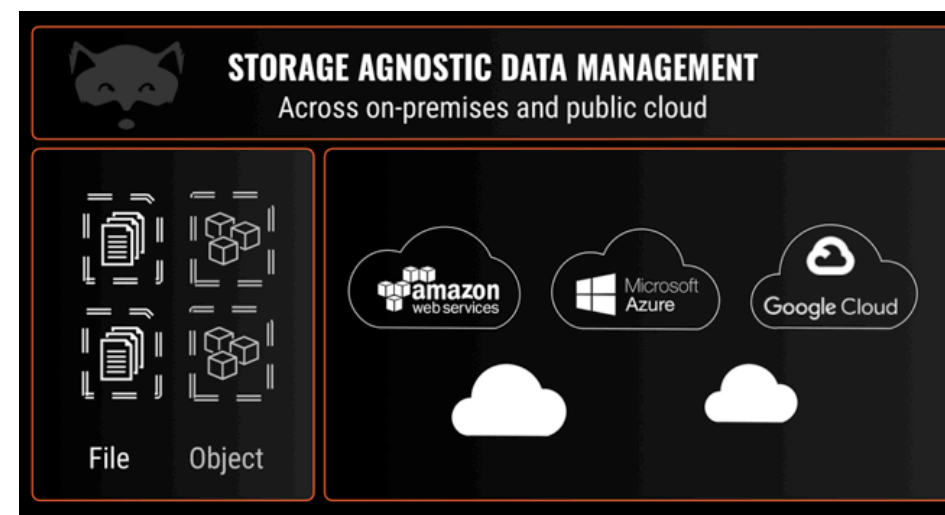 STORAGE AGNOSTIC DATA MANAGEMENT
Across on-premises and public cloud
amazon
web services
Microsoft
Azure
Google Cloud
File
Object